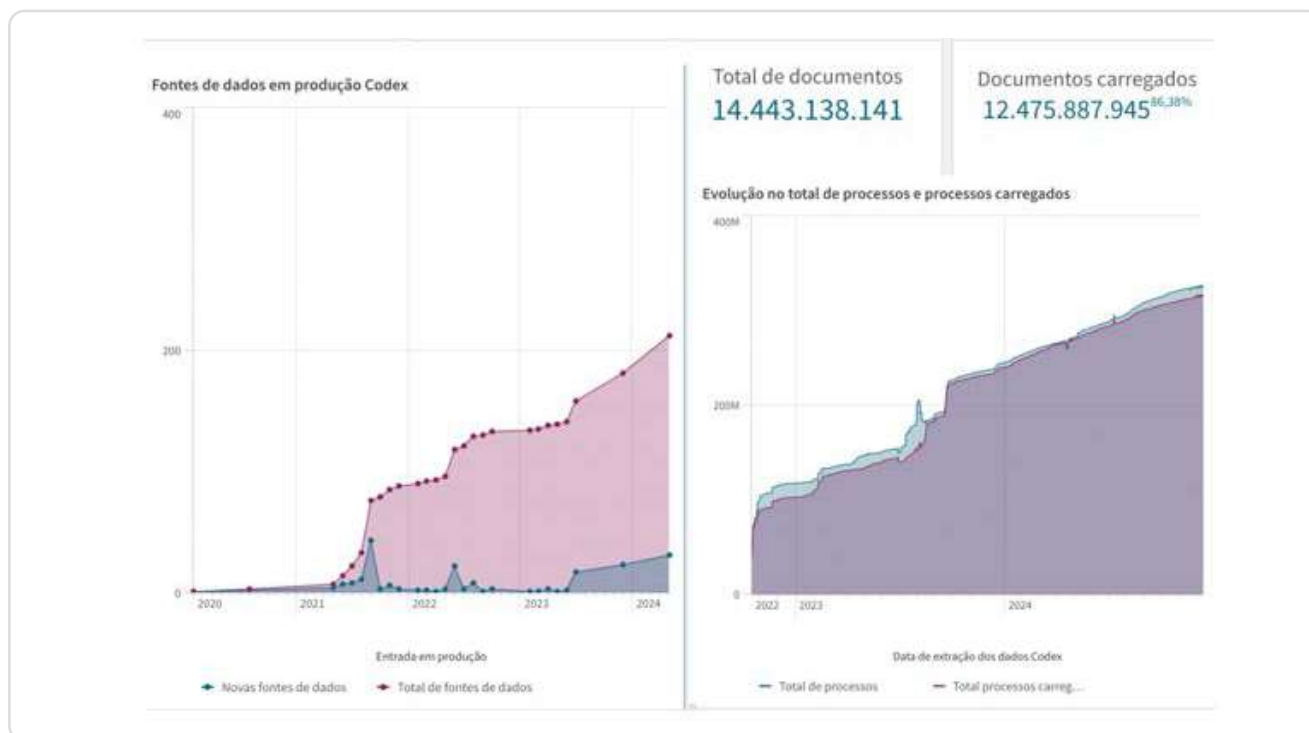 Fontes de dados em produção Codex
400
200
0
2020 2021 2022 2023 2024
Entrada em produção
Novas fontes de dados Total de fontes de dados
Total de documentos
14.443.138.141
Documentos carregados
12.475.887.945 86,38%
Evolução no total de processos e processos carregados
400M
200M
0
2022 2023 2024
Data de extração dos dados Codex
Total de processos Total processos carreg...